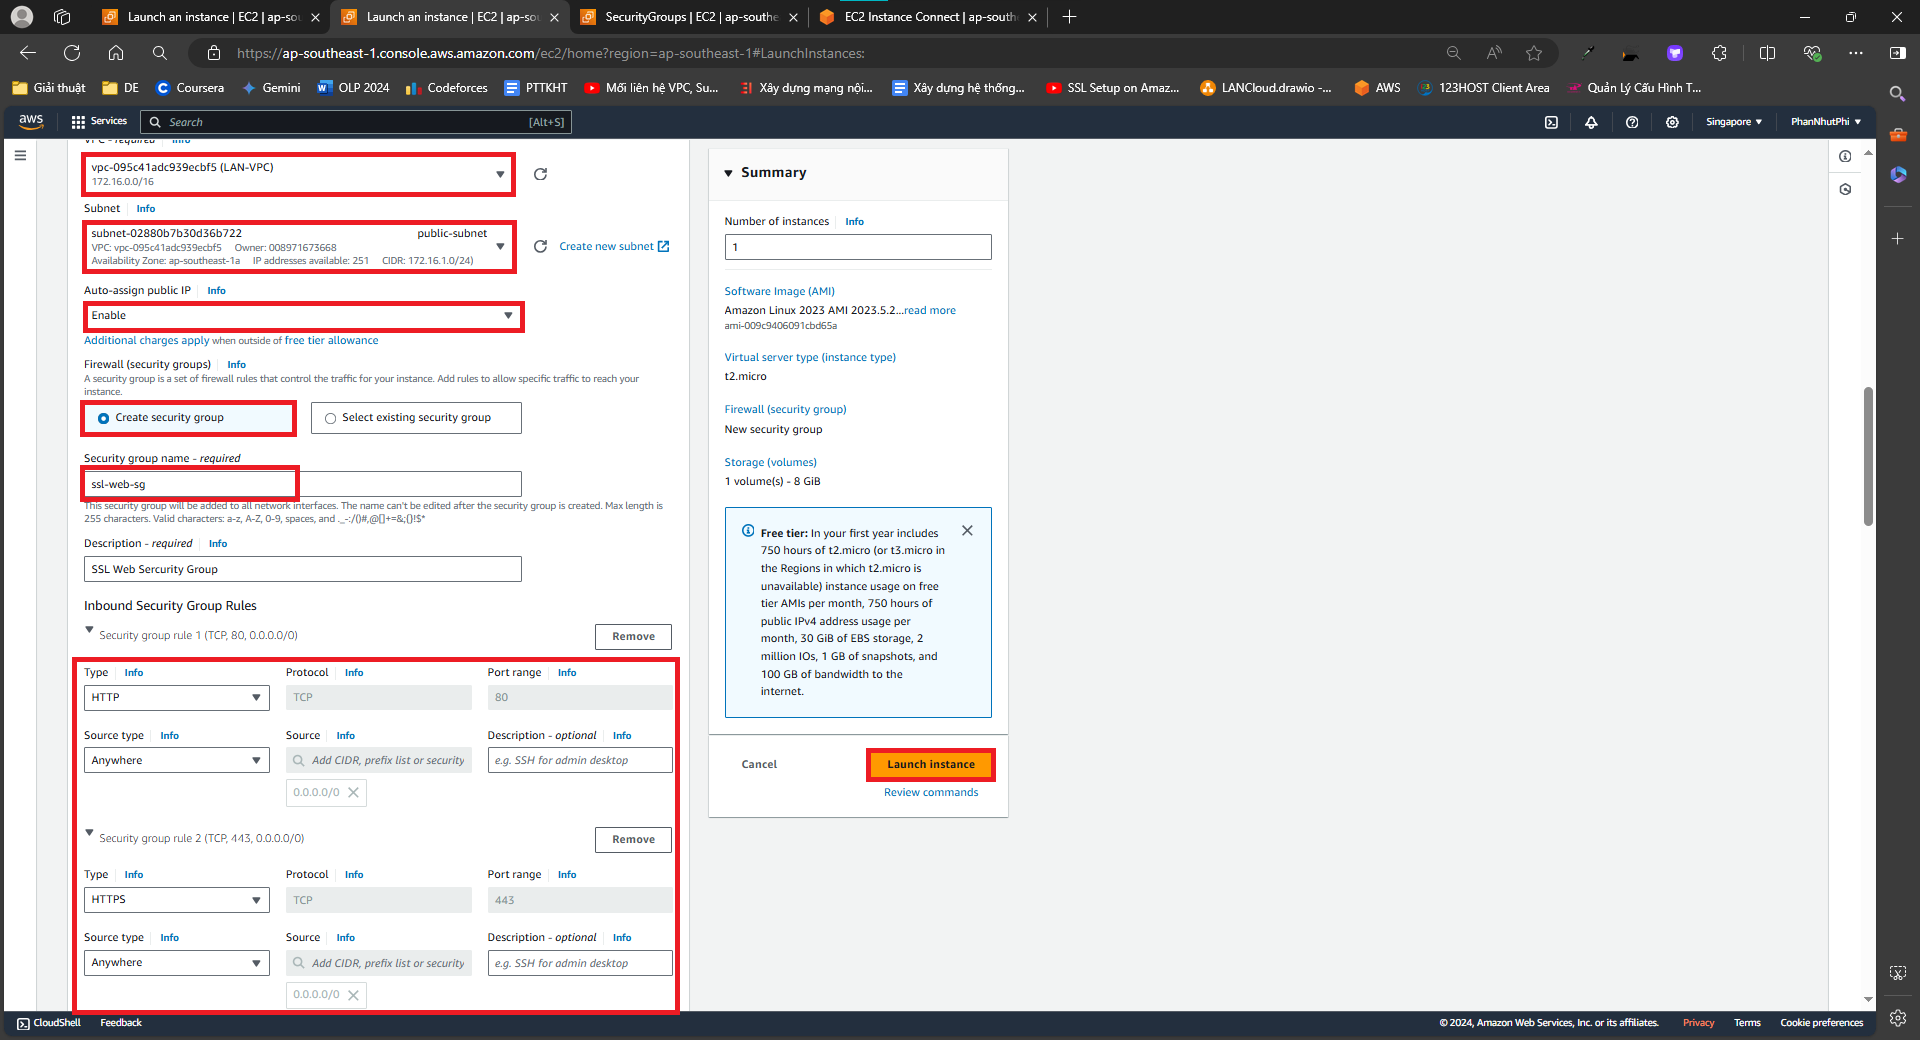 Launch an instance | EC2 | ap-sou
Launch an instance | EC2 | ap-sou
SecurityGroups | EC2 | ap-southe
EC2 Instance Connect | ap-south
https://ap-southeast-1.console.aws.amazon.com/ec2/home?region=ap-southeast-1#LaunchInstances:
Giải thuật
DE
Coursera
Gemini
OLP 2024
Codeforces
PTTKHT
Mối liên hệ VPC, Su...
Xây dựng mạng nội...
Xây dựng hệ thống...
SSL Setup on Amaz...
LANCloud.drawio -...
AWS
123HOST Client Area
Quản Lý Cấu Hình T...
aws
Services
Search
[Alt+S]
Singapore
PhanNhutPhi
VPC - required Info
vpc-095c41adc939ecbf5 (LAN-VPC)
172.16.0.0/16
Subnet Info
subnet-02880b7b30d36b722 public-subnet
VPC: vpc-095c41adc939ecbf5 Owner: 008971673668
Availability Zone: ap-southeast-1a IP addresses available: 251 CIDR: 172.16.1.0/24)
Create new subnet
Auto-assign public IP Info
Enable
Additional charges apply when outside of free tier allowance
Firewall (security groups) Info
A security group is a set of firewall rules that control the traffic for your instance. Add rules to allow specific traffic to reach your
instance.
Create security group
Select existing security group
Security group name - required
ssl-web-sg
This security group will be added to all network interfaces. The name can't be edited after the security group is created. Max length is
255 characters. Valid characters: a-z, A-Z, 0-9, spaces, and ._-:/()#,@[]+=&;{}!$*
Description - required Info
SSL Web Sercurity Group
Inbound Security Group Rules
Security group rule 1 (TCP, 80, 0.0.0.0/0)
Remove
Type Info
Protocol Info
Port range Info
HTTP
TCP
80
Source type Info
Source Info
Description - optional Info
Anywhere
Add CIDR, prefix list or security
e.g. SSH for admin desktop
0.0.0.0/0
Security group rule 2 (TCP, 443, 0.0.0.0/0)
Remove
Type Info
Protocol Info
Port range Info
HTTPS
TCP
443
Source type Info
Source Info
Description - optional Info
Anywhere
Add CIDR, prefix list or security
e.g. SSH for admin desktop
0.0.0.0/0
Summary
Number of instances Info
1
Software Image (AMI)
Amazon Linux 2023 AMI 2023.5.2...read more
ami-009c9406091cbd65a
Virtual server type (instance type)
t2.micro
Firewall (security group)
New security group
Storage (volumes)
1 volume(s) - 8 GiB
Free tier: In your first year includes
750 hours of t2.micro (or t3.micro in
the Regions in which t2.micro is
unavailable) instance usage on free
tier AMIs per month, 750 hours of
public IPv4 address usage per
month, 30 GiB of EBS storage, 2
million IOs, 1 GB of snapshots, and
100 GB of bandwidth to the
internet.
Cancel
Launch instance
Review commands
CloudShell
Feedback
© 2024, Amazon Web Services, Inc. or its affiliates.
Privacy
Terms
Cookie preferences